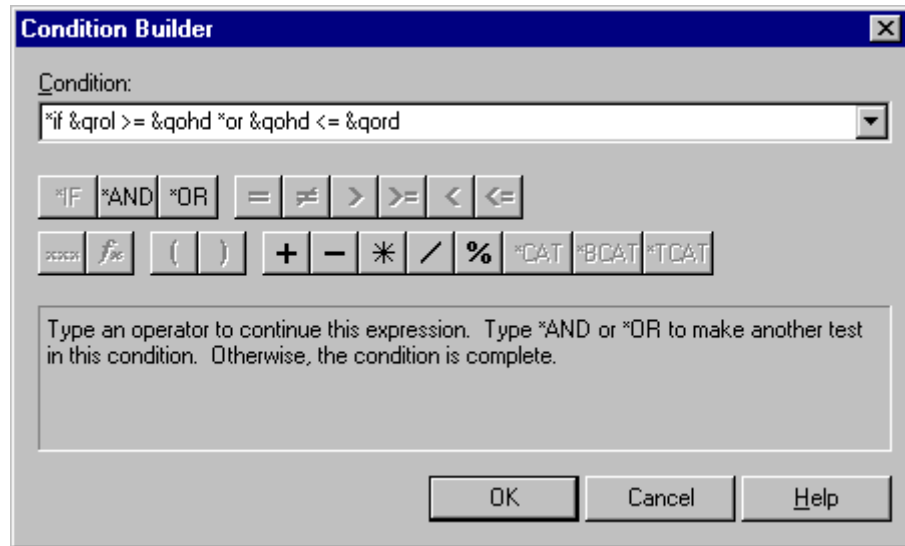 Condition Builder
Condition:
*if &qrol >= &qohd *or &qohd <= &qord
*IF *AND *OR = ≠ > >= < <=
xxxx fx ( ) + - * / % *CAT *BCAT *TCAT
Type an operator to continue this expression. Type *AND or *OR to make another test
in this condition. Otherwise, the condition is complete.
OK Cancel Help